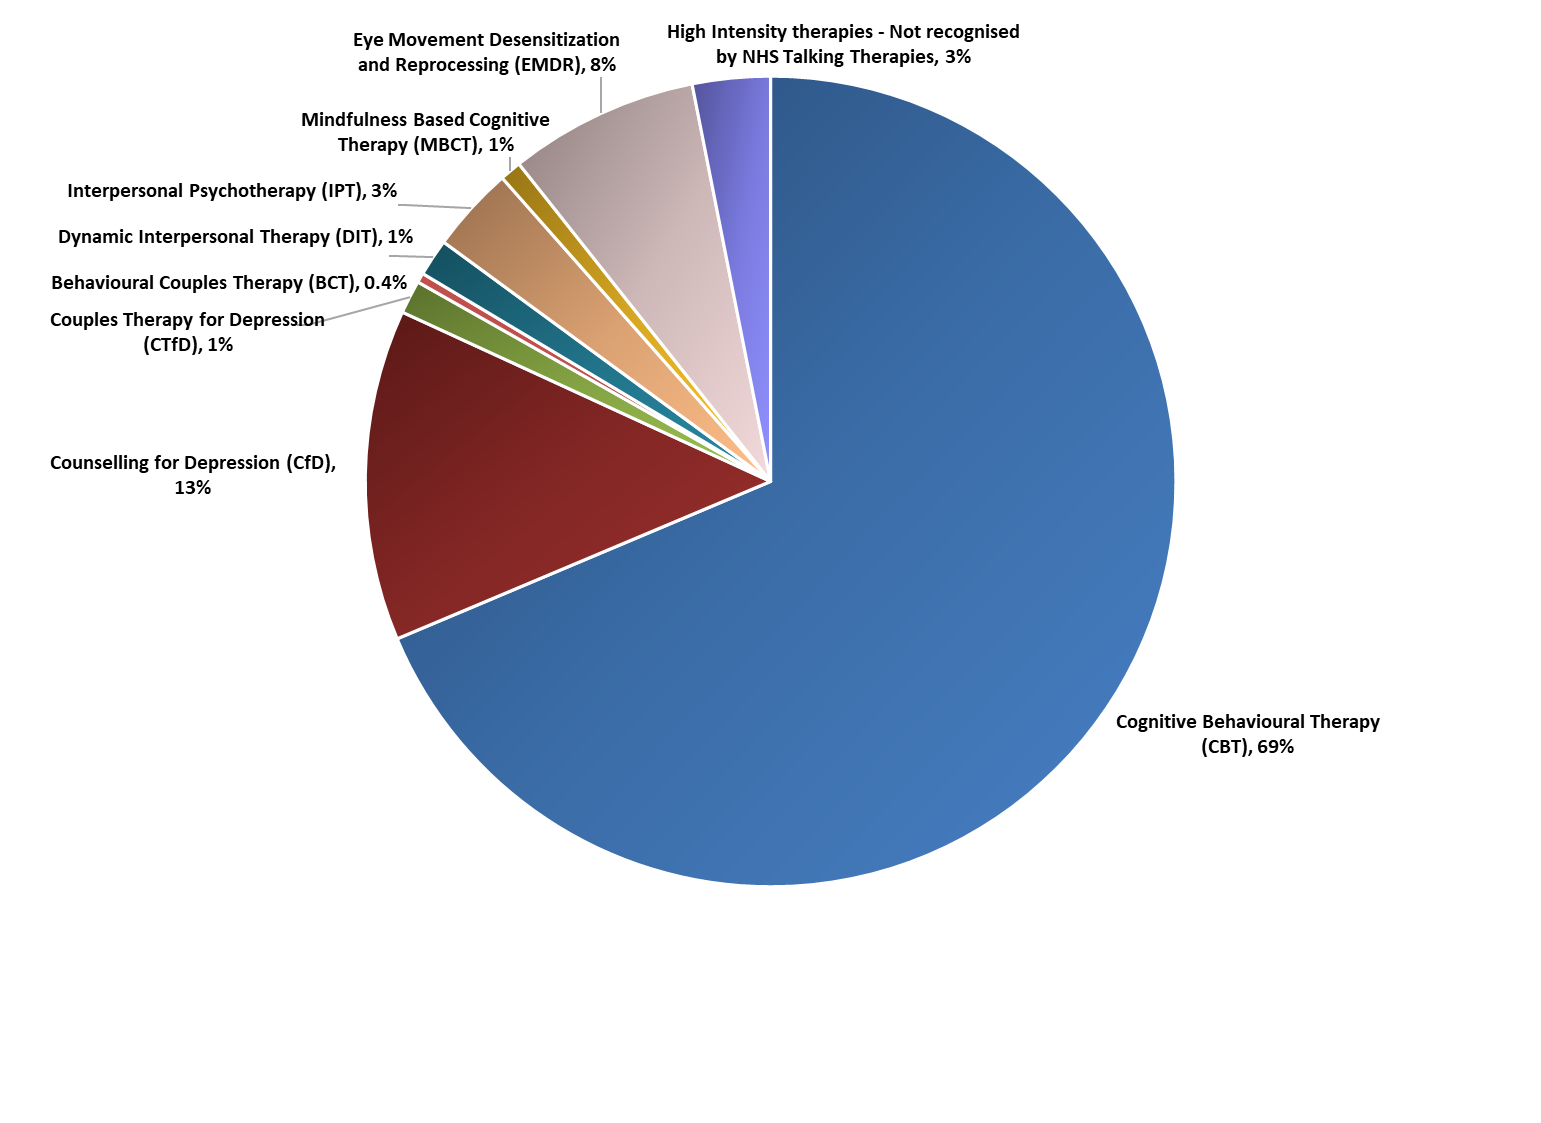 High Intensity therapies - Not recognised
by NHS Talking Therapies, 3%
Eye Movement Desensitization
and Reprocessing (EMDR), 8%
Mindfulness Based Cognitive
Therapy (MBCT), 1%
Interpersonal Psychotherapy (IPT), 3%
Dynamic Interpersonal Therapy (DIT), 1%
Behavioural Couples Therapy (BCT), 0.4%
Couples Therapy for Depression
(CTfD), 1%
Counselling for Depression (CfD),
13%
Cognitive Behavioural Therapy
(CBT), 69%